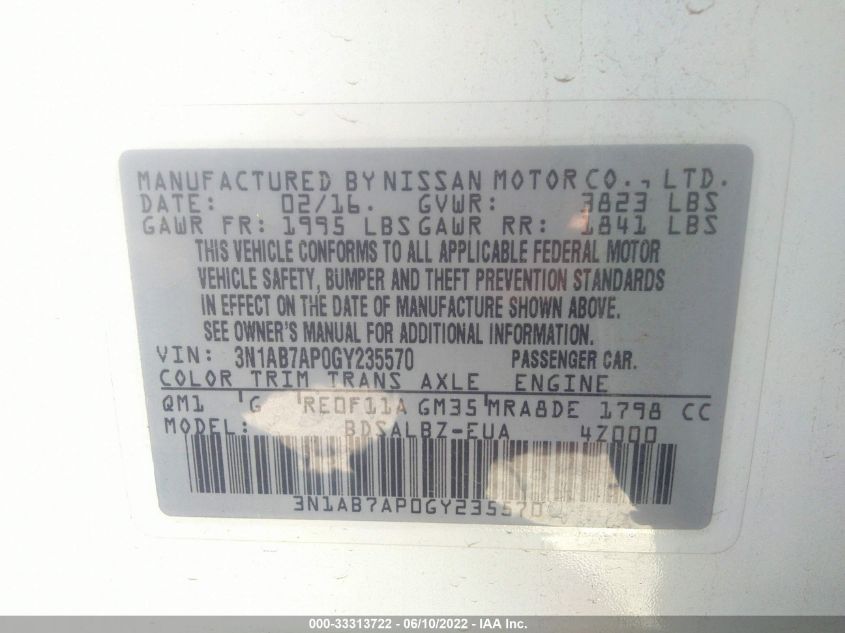 MANUFACTURED BY NISSAN MOTOR CO., LTD.
DATE: 02/16. GVWR: 3823 LBS
GAWR FR: 1995 LBS GAWR RR: 1841 LBS
THIS VEHICLE CONFORMS TO ALL APPLICABLE FEDERAL MOTOR
VEHICLE SAFETY, BUMPER AND THEFT PREVENTION STANDARDS
IN EFFECT ON THE DATE OF MANUFACTURE SHOWN ABOVE.
SEE OWNER'S MANUAL FOR ADDITIONAL INFORMATION.
VIN: 3N1AB7AP0GY235570 PASSENGER CAR.
COLOR TRIM TRANS AXLE ENGINE
QM1 G RE0F11A GM35 MRA8DE 1798 CC
MODEL: BDSALBZ-EUA 4Z000
3N1AB7AP0GY235570
000-33313722 - 06/10/2022 - IAA Inc.